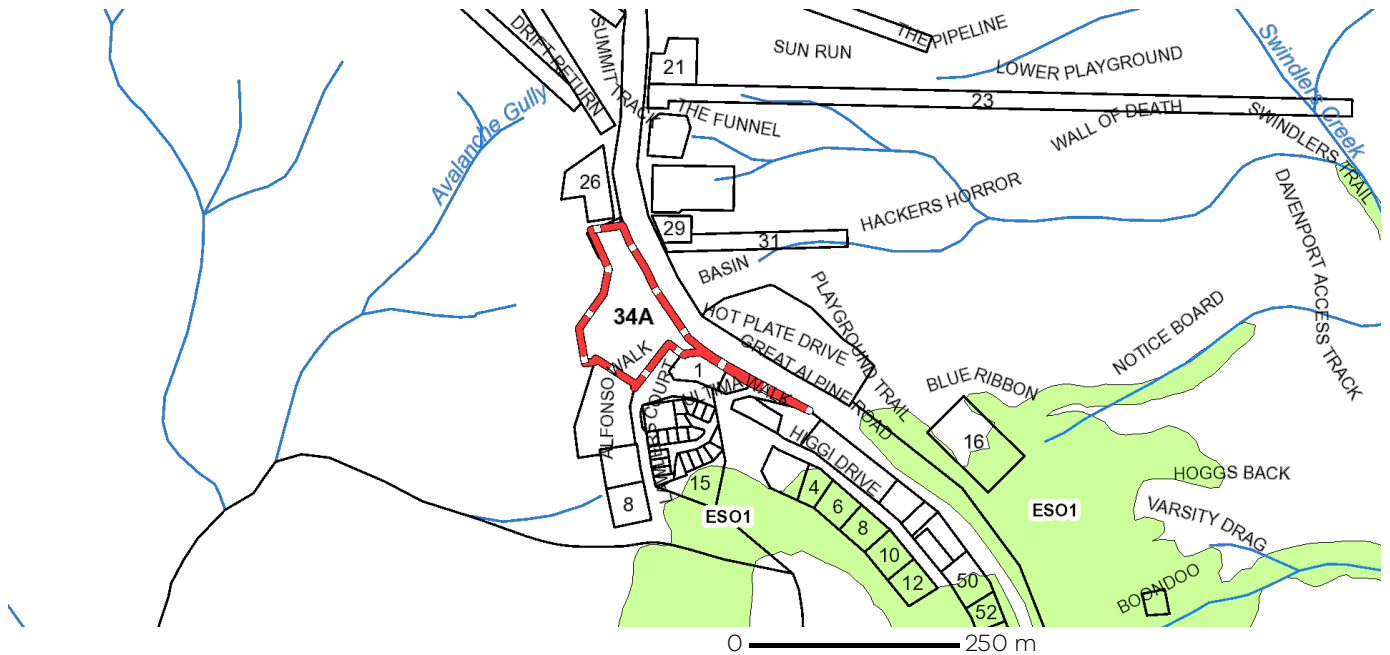 DRIFT RETURN
SUMMIT TRACK
THE PIPELINE
SUN RUN
Swindlers Creek
21
LOWER PLAYGROUND
23
Avalanche Gully
THE FUNNEL
WALL OF DEATH
SWINDLERS TRAIL
26
HACKERS HORROR
DAVENPORT ACCESS TRACK
29
31
BASIN
PLAYGROUND TRAIL
34A
HOT PLATE DRIVE
NOTICE BOARD
GREAT ALPINE ROAD
ALFONSO WALK
1
ULTIMA WALK
BLUE RIBBON
COURT
HIGGI DRIVE
16
15
4
HOGGS BACK
8
6
ESO1
8
ESO1
VARSITY DRAG
10
12
50
BOONDOO
52
0 250 m